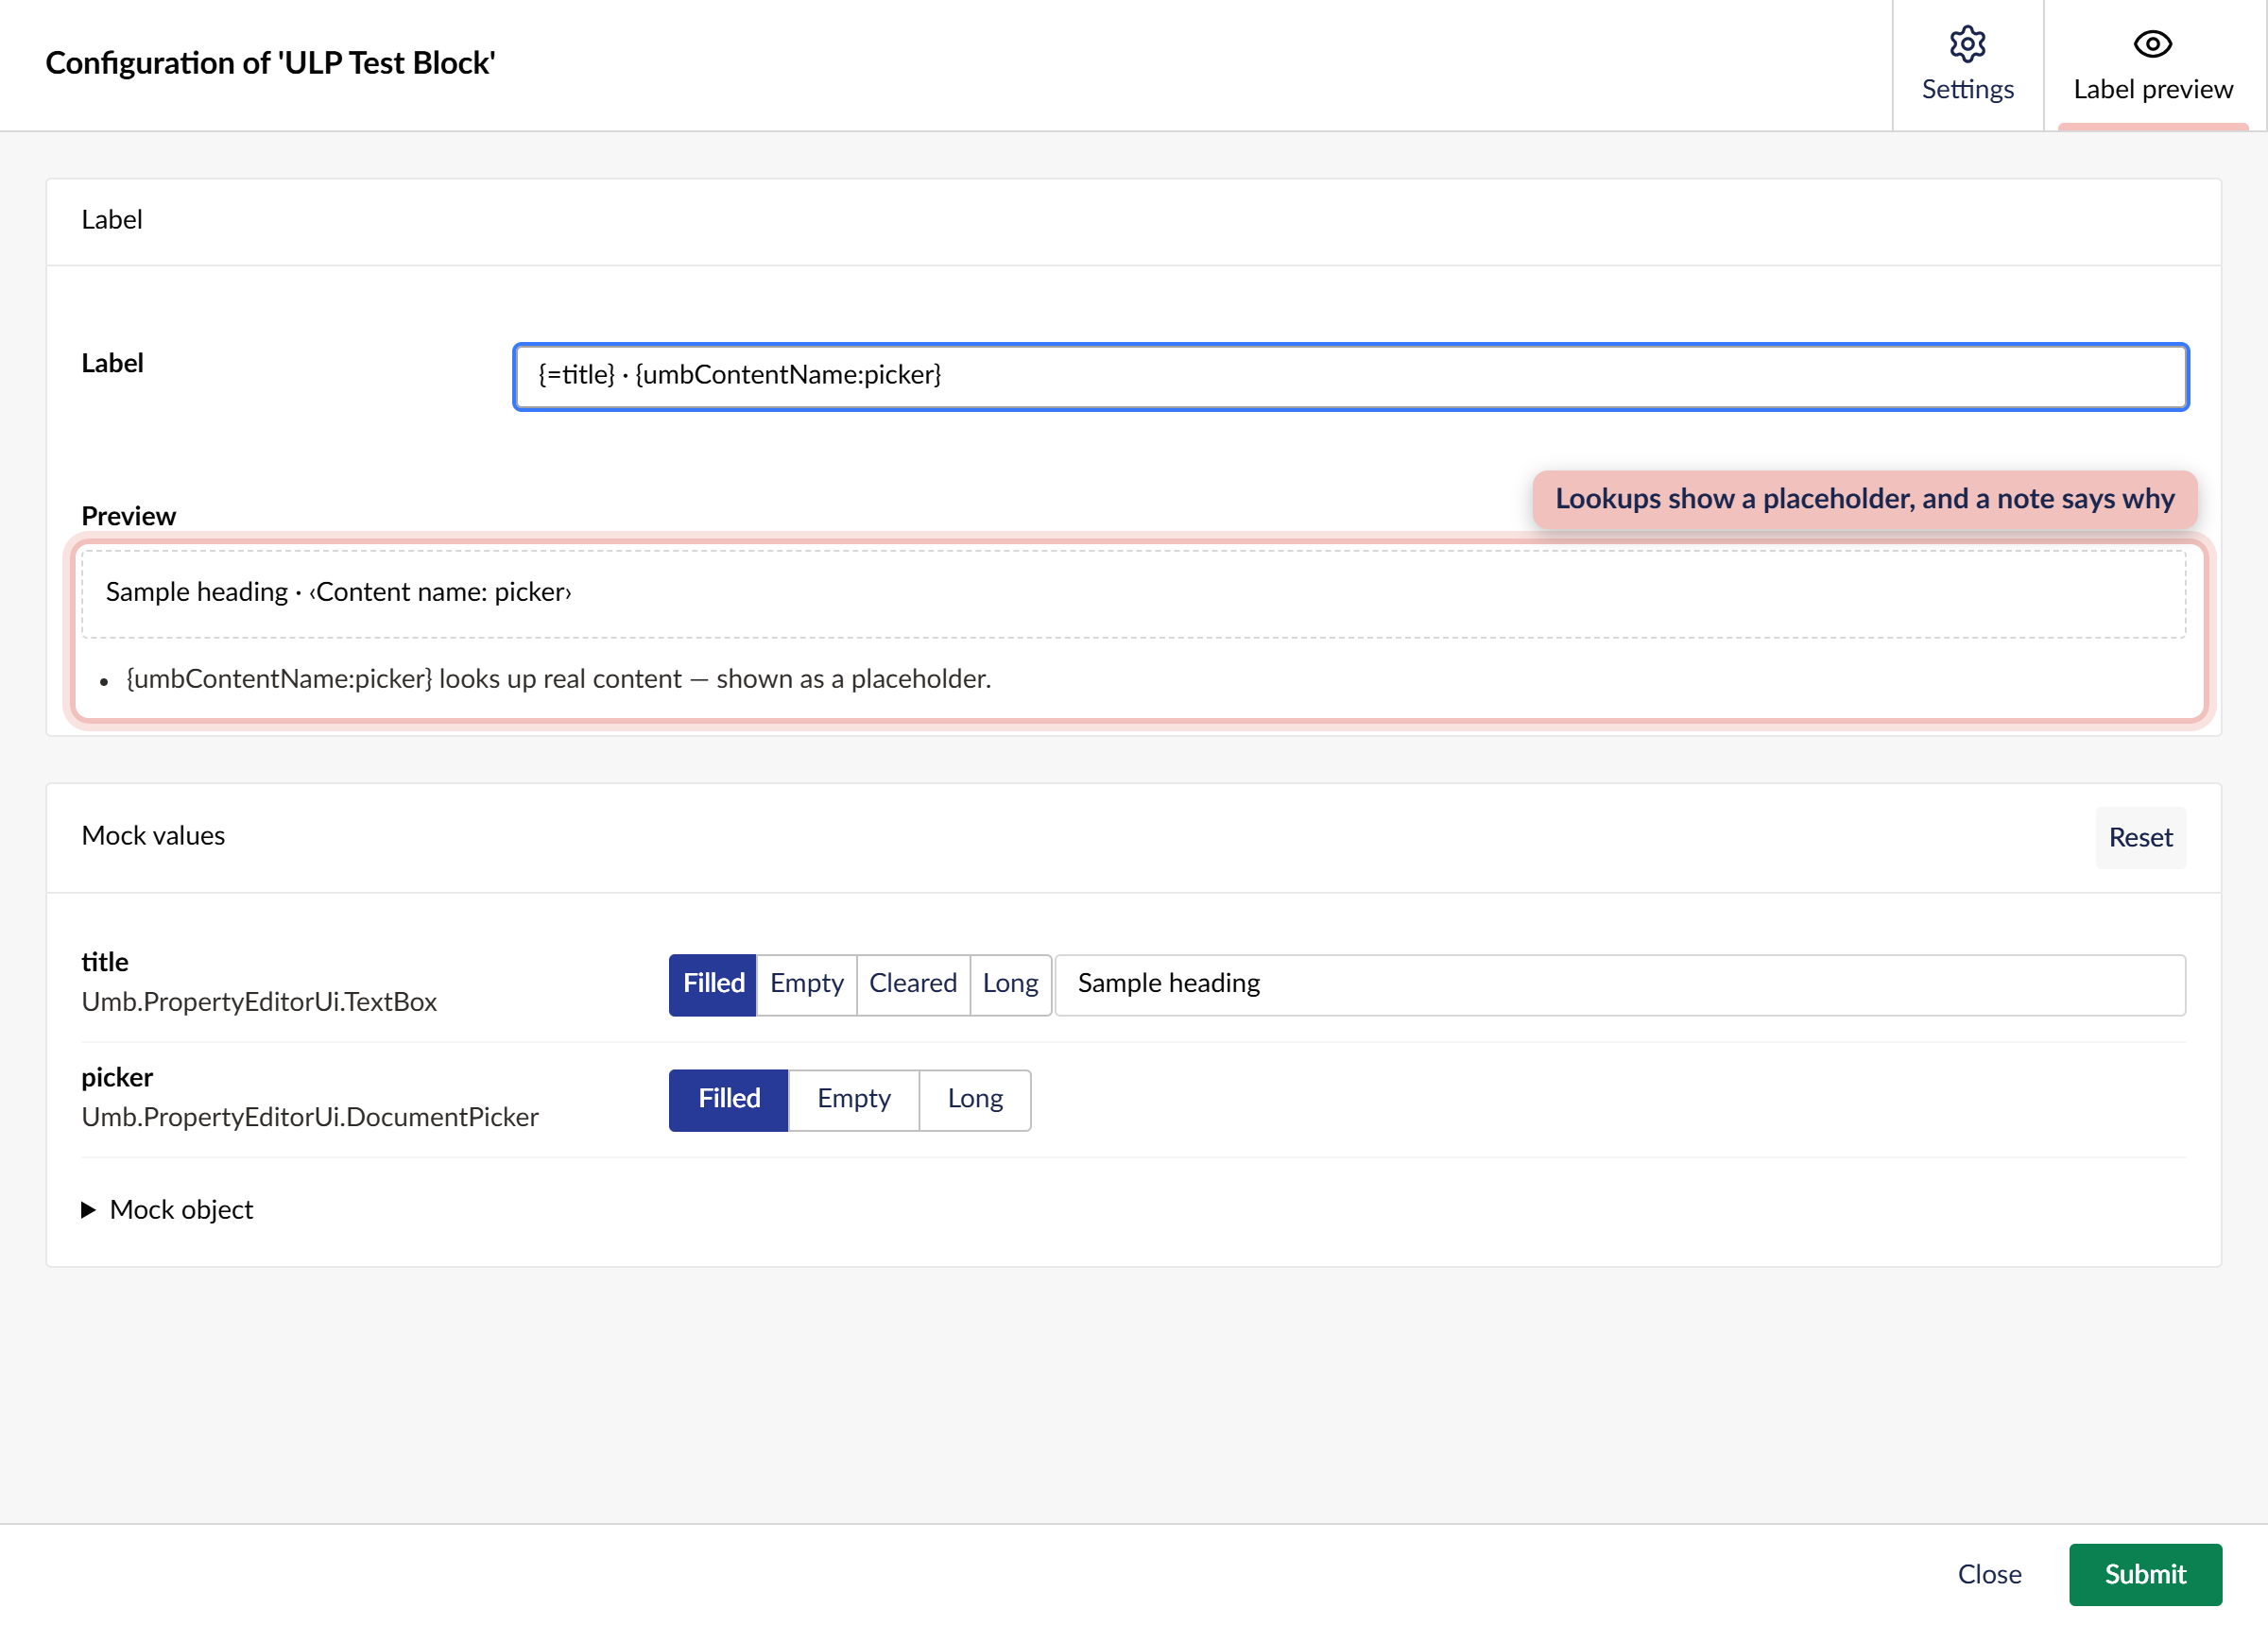 Configuration of 'ULP Test Block'
Settings
Label preview
Label
Label
{=title} · {umbContentName:picker}
Lookups show a placeholder, and a note says why
Preview
Sample heading · ‹Content name: picker›
• {umbContentName:picker} looks up real content — shown as a placeholder.
Mock values
Reset
title
Umb.PropertyEditorUi.TextBox
Filled Empty Cleared Long Sample heading
picker
Umb.PropertyEditorUi.DocumentPicker
Filled Empty Long
Mock object
Close Submit